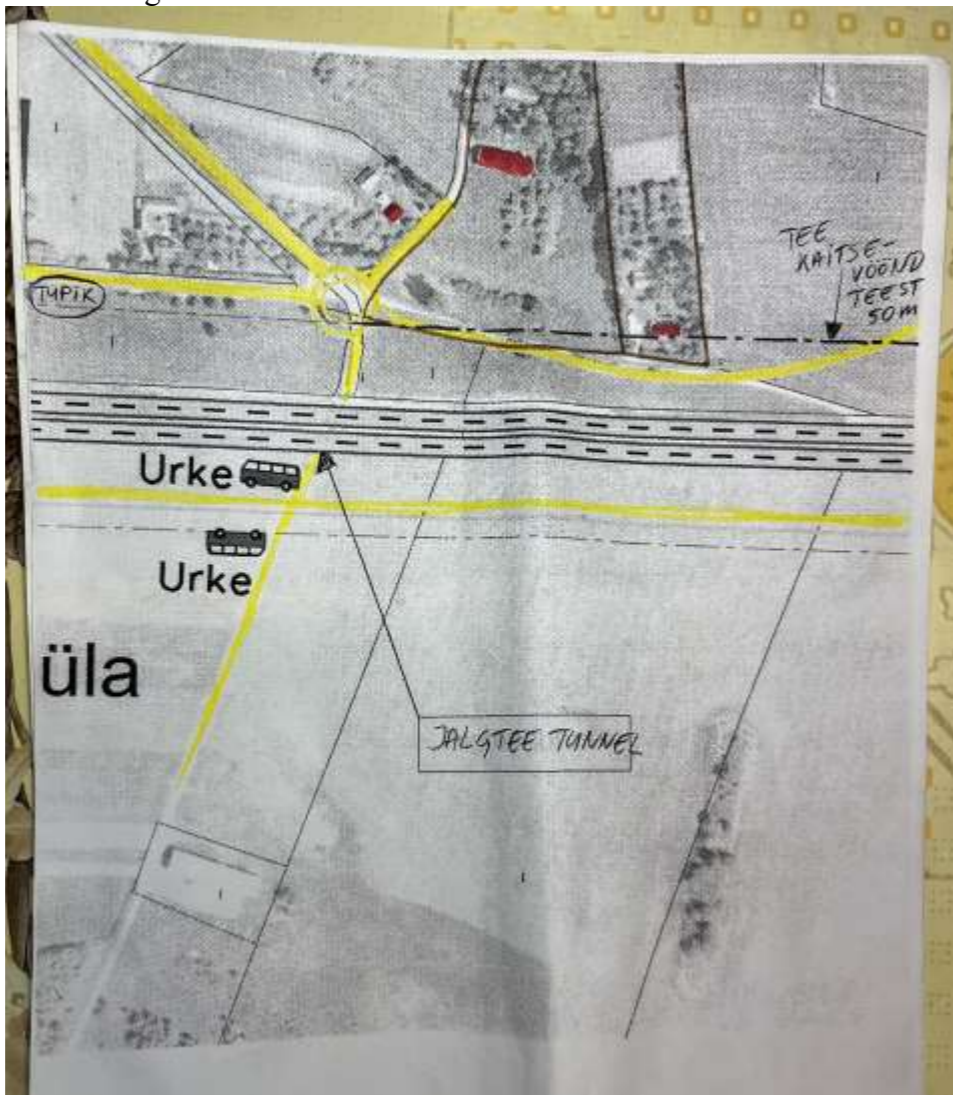 TEE
KAITSE-
VÖÖND
TEEST
50m
TUPIK
Urke
Urke
üla
JALGTEE TUNNEL